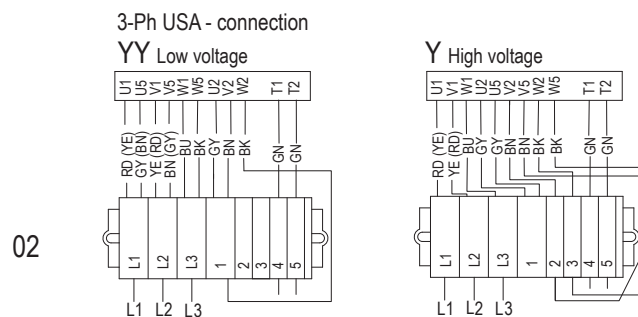 3-Ph USA - connection
YY Low voltage
U1 U5 V1 V5 W1 W5 U2 V2 W2 T1 T2
RD (YE) GY (BN) YE (RD) BN (GY) BU BK GY BN BK GN GN
L1 L2 L3 1 2 3 4 5
L1 L2 L3
Y High voltage
U1 V1 W1 U2 U5 V2 V5 W2 W5 T1 T2
RD (YE) YE (RD) BU GY GY BN BN BK BK GN GN
L1 L2 L3 1 2 3 4 5
L1 L2 L3
02